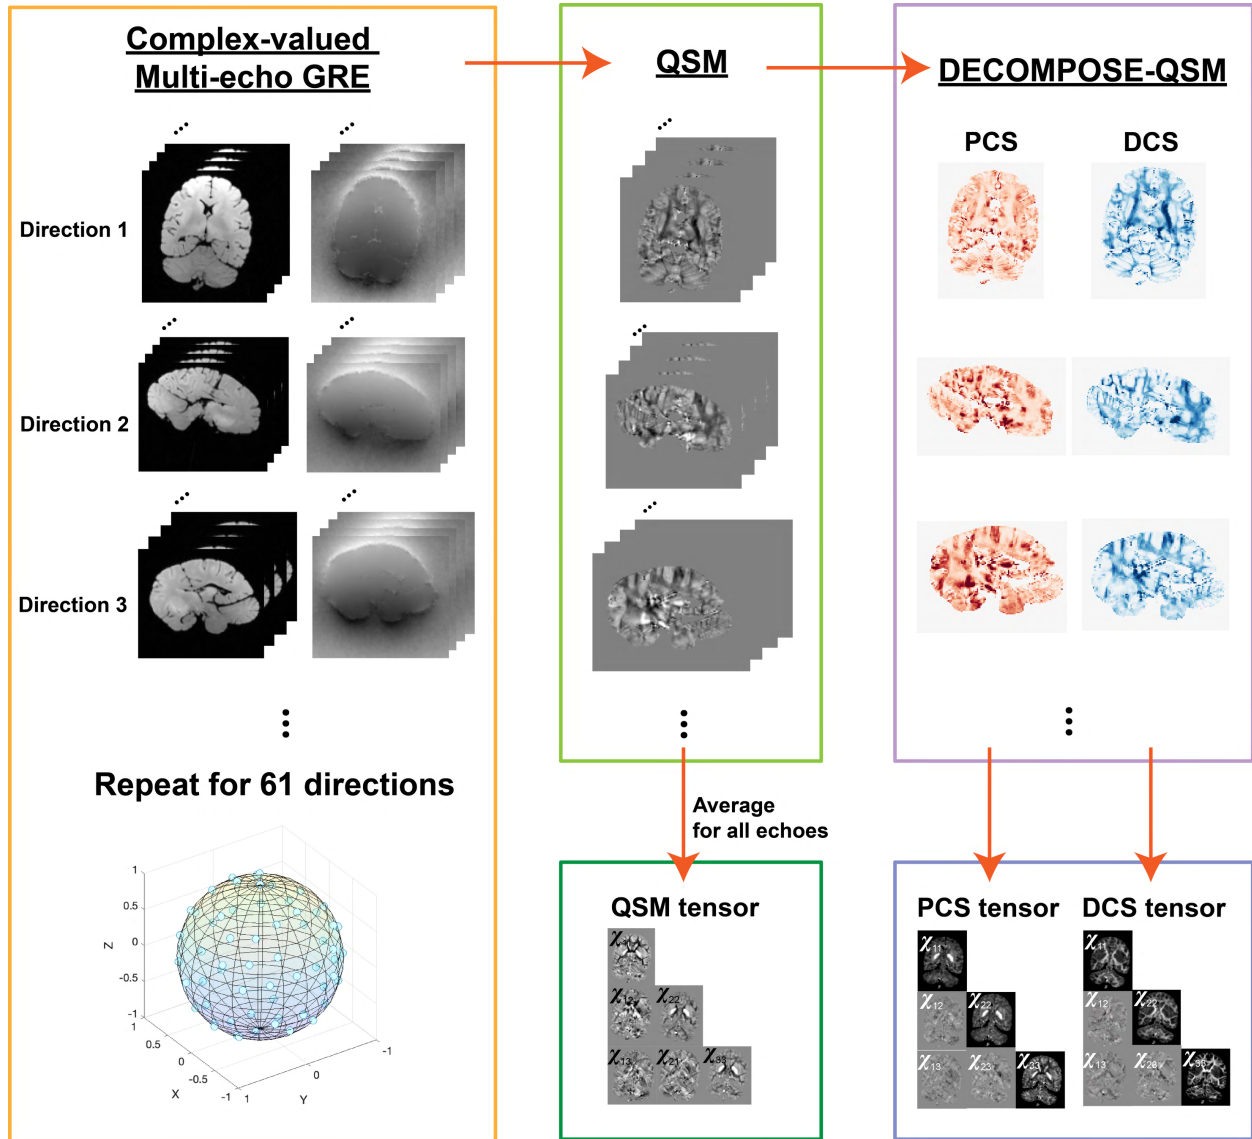 Complex-valued
Multi-echo GRE
QSM
DECOMPOSE-QSM
PCS DCS
Direction 1
Direction 2
Direction 3
Repeat for 61 directions
Average
for all echoes
1
0.5
0
-0.5
-1
Z
1
0.5
0
-0.5
-1
X
1
0
-1
Y
QSM tensor
χ11
χ12 χ22
χ13 χ21 χ33
PCS tensor
χ11
χ12 χ22
χ13 χ23 χ33
DCS tensor
χ11
χ12 χ22
χ13 χ23 χ33